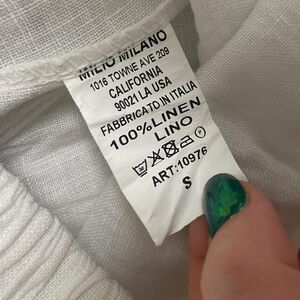 MILIO MILANO
1016 TOWNE AVE 209
CALIFORNIA
90021 LA USA
FABBRICATO IN ITALIA
100% LINEN
LINO
ART:10976
S